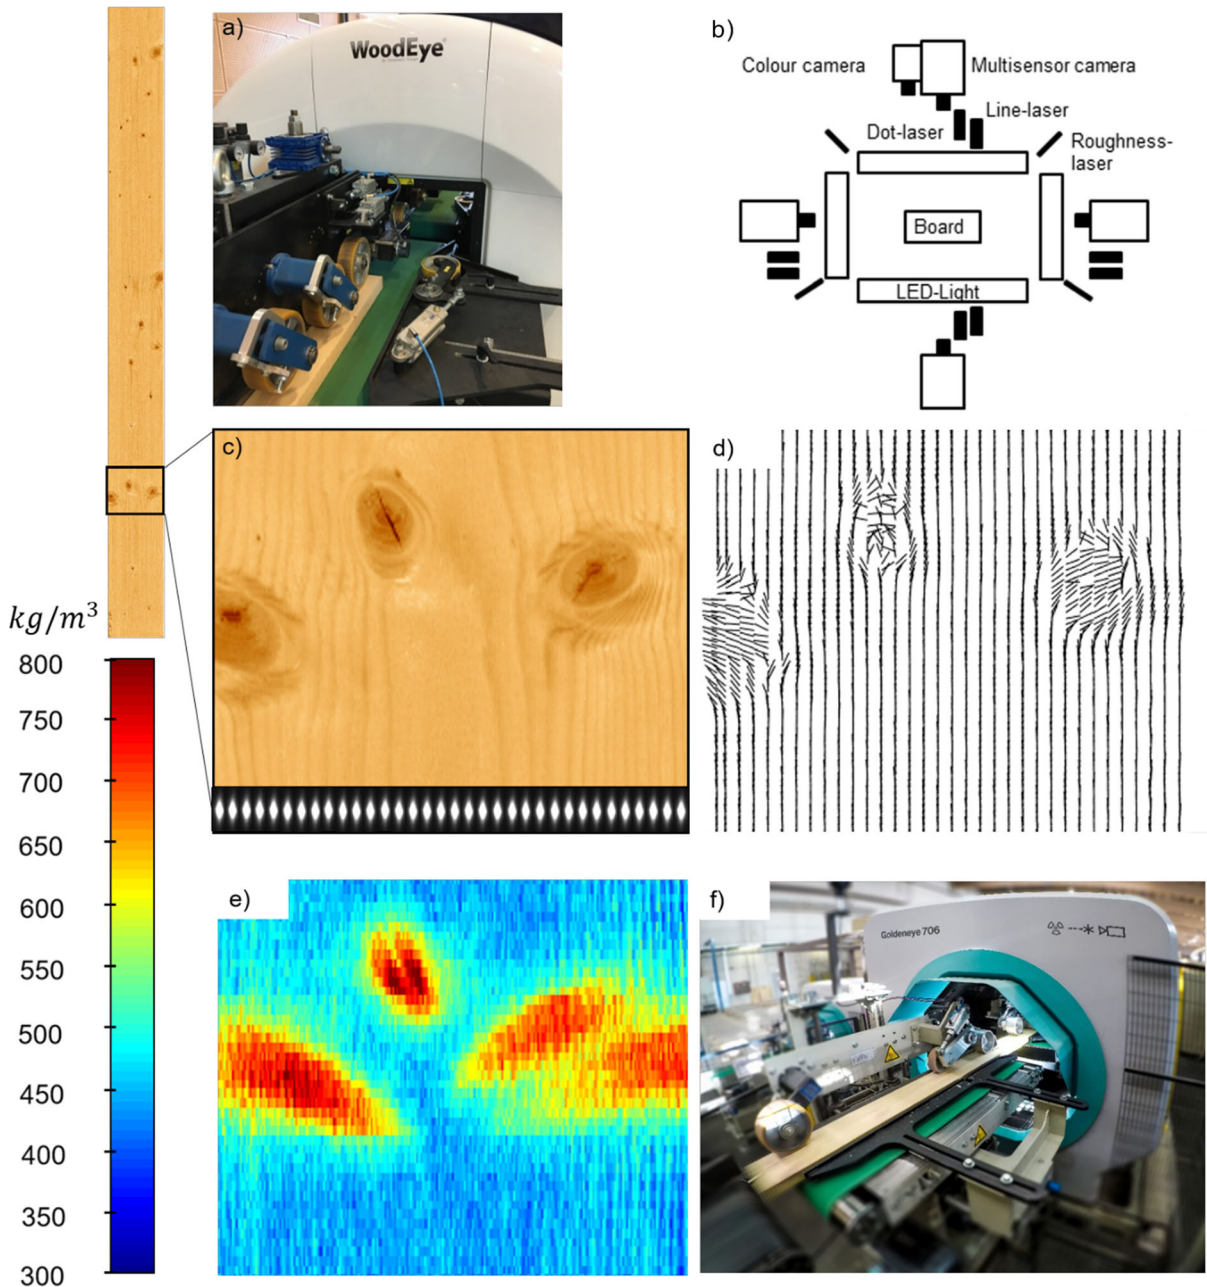 a)
WoodEye
b)
Colour camera
Multisensor camera
Line-laser
Dot-laser
Roughness-
laser
Board
LED-Light
c)
d)
kg/m³
800
750
700
650
600
550
500
450
400
350
300
e)
f)
Goldeneye 706